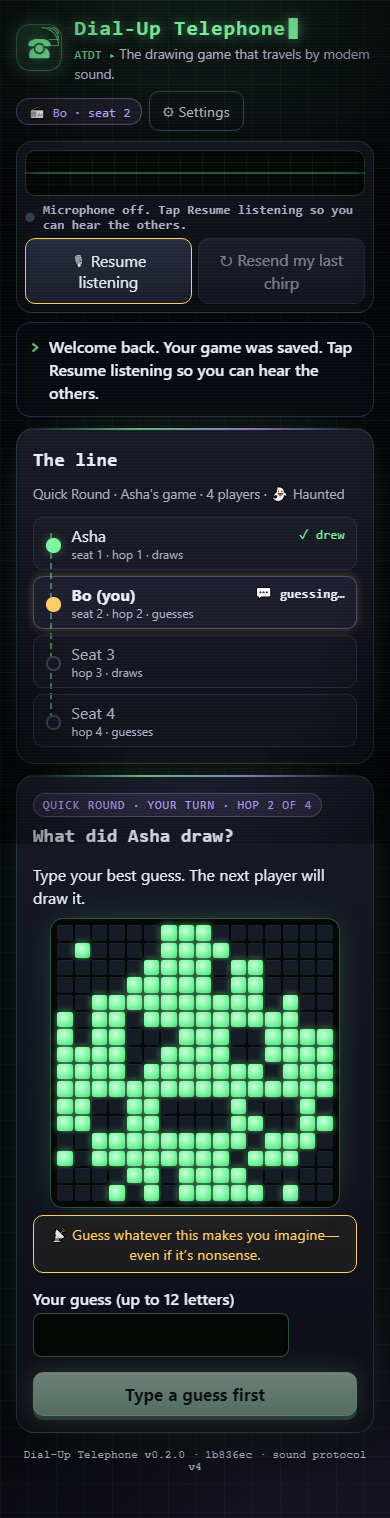 Dial-Up Telephone
ATDT ▸ The drawing game that travels by modem
sound.
Bo · seat 2
⚙ Settings
Microphone off. Tap Resume listening so you
can hear the others.
🎙 Resume
listening
↻ Resend my last
chirp
> Welcome back. Your game was saved. Tap
Resume listening so you can hear the
others.
The line
Quick Round · Asha's game · 4 players · 👻 Haunted
Asha
✓ drew
seat 1 · hop 1 · draws
Bo (you)
💬 guessing…
seat 2 · hop 2 · guesses
Seat 3
hop 3 · draws
Seat 4
hop 4 · guesses
QUICK ROUND · YOUR TURN · HOP 2 OF 4
What did Asha draw?
Type your best guess. The next player will
draw it.
📡 Guess whatever this makes you imagine—
even if it's nonsense.
Your guess (up to 12 letters)
Type a guess first
Dial-Up Telephone v0.2.0 · 1b836ec · sound protocol
v4